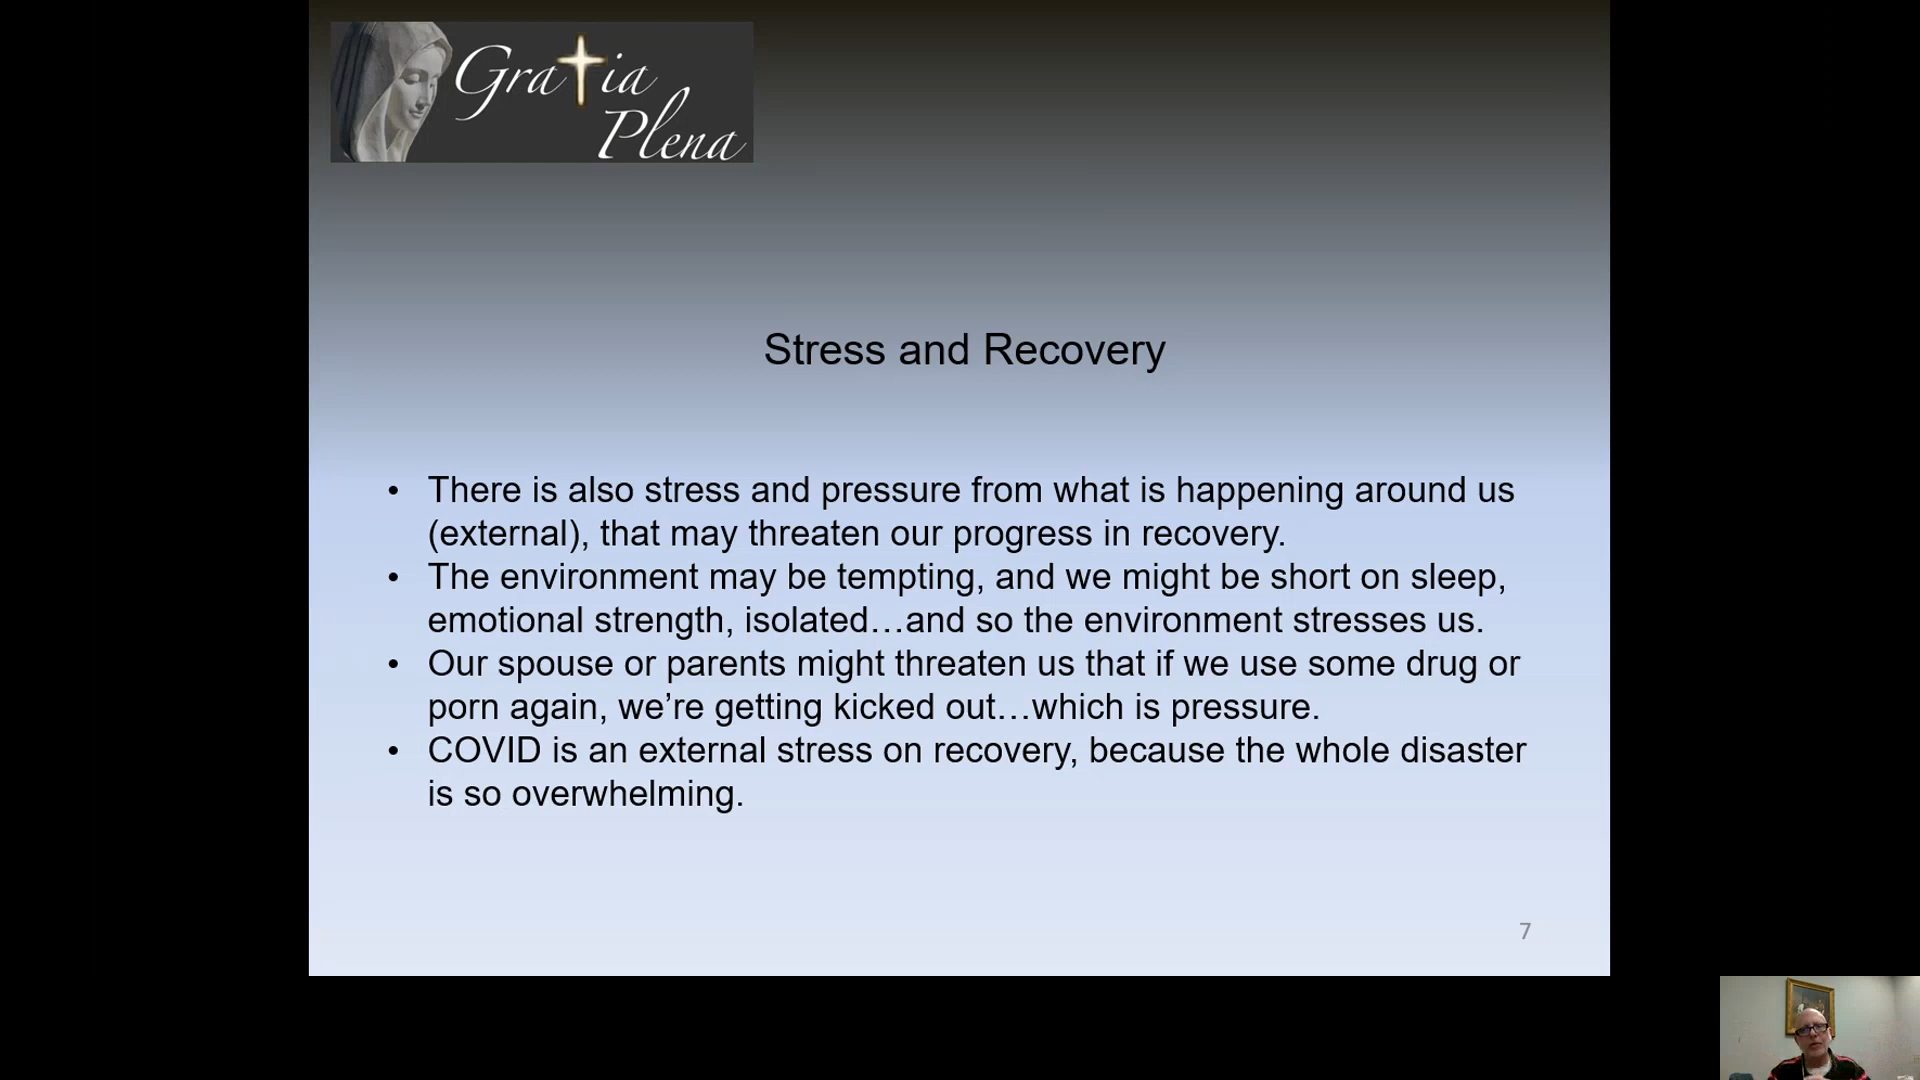 Gratia
Plena
Stress and Recovery
• There is also stress and pressure from what is happening around us
(external), that may threaten our progress in recovery.
• The environment may be tempting, and we might be short on sleep,
emotional strength, isolated…and so the environment stresses us.
• Our spouse or parents might threaten us that if we use some drug or
porn again, we’re getting kicked out…which is pressure.
• COVID is an external stress on recovery, because the whole disaster
is so overwhelming.
7